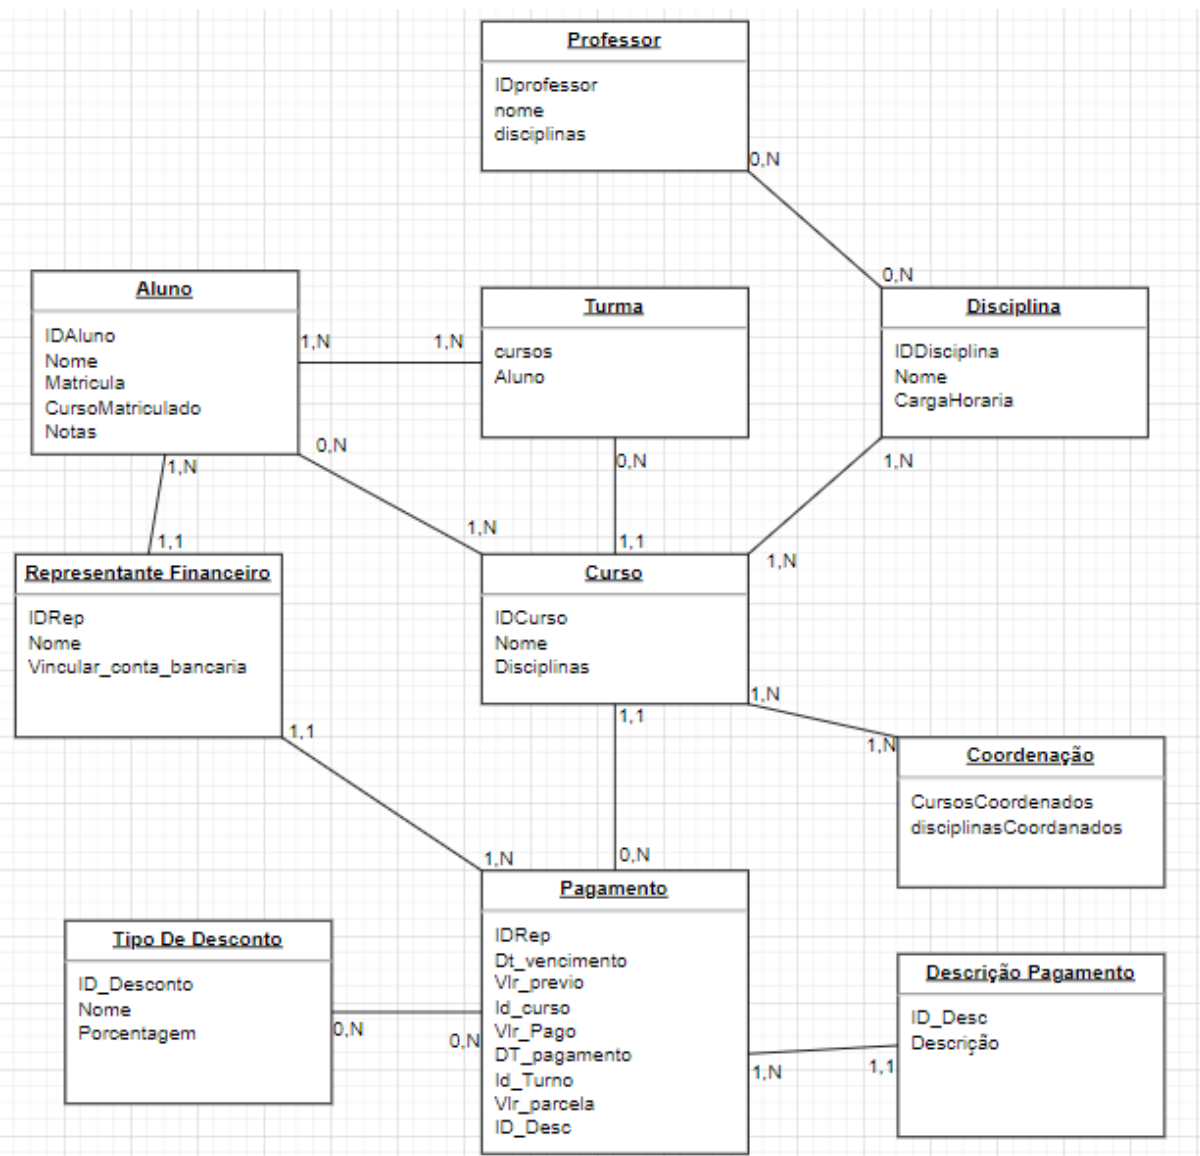 Professor
IDprofessor
nome
disciplinas
0,N
0,N
Aluno
IDAluno
Nome
Matricula
CursoMatriculado
Notas
1,N
1,N
Turma
cursos
Aluno
Disciplina
IDDisciplina
Nome
CargaHoraria
1,N
0,N
0,N
1,N
1,1
1,N
1,1
1,N
Representante Financeiro
IDRep
Nome
Vincular_conta_bancaria
Curso
IDCurso
Nome
Disciplinas
1,1
1,1
1,N
1,N
Coordenação
CursosCoordenados
disciplinasCoordanados
1,N
0,N
Pagamento
IDRep
Dt_vencimento
Vlr_previo
Id_curso
Vlr_Pago
DT_pagamento
Id_Turno
Vlr_parcela
ID_Desc
Tipo De Desconto
ID_Desconto
Nome
Porcentagem
0,N
0,N
Descrição Pagamento
ID_Desc
Descrição
1,N
1,1